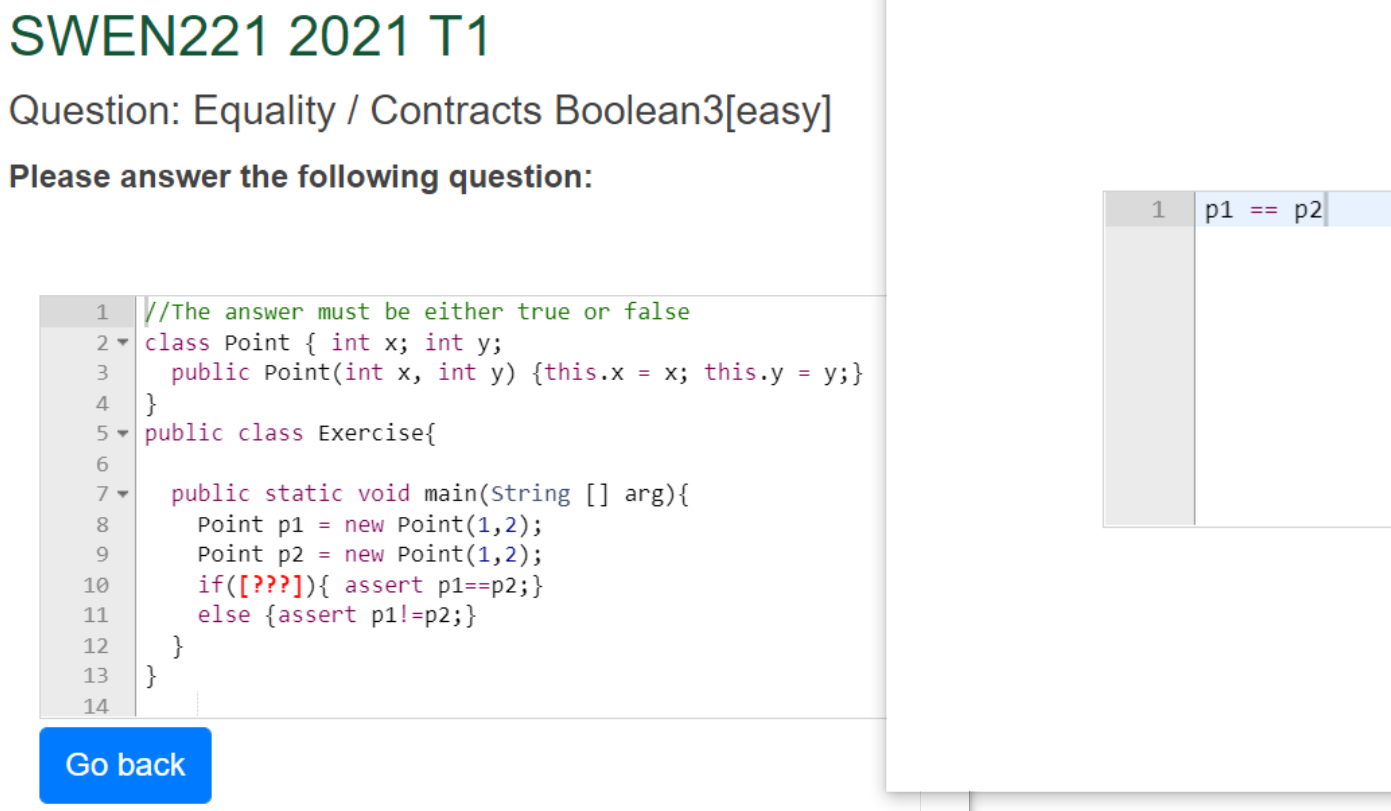 SWEN221 2021 T1
Question: Equality / Contracts Boolean3[easy]
Please answer the following question:
1 //The answer must be either true or false
2 class Point { int x; int y;
3   public Point(int x, int y) {this.x = x; this.y = y;}
4 }
5 public class Exercise{
6
7   public static void main(String [] arg){
8     Point p1 = new Point(1,2);
9     Point p2 = new Point(1,2);
10     if([???]){ assert p1==p2;}
11     else {assert p1!=p2;}
12   }
13 }
14
Go back
1 p1 == p2